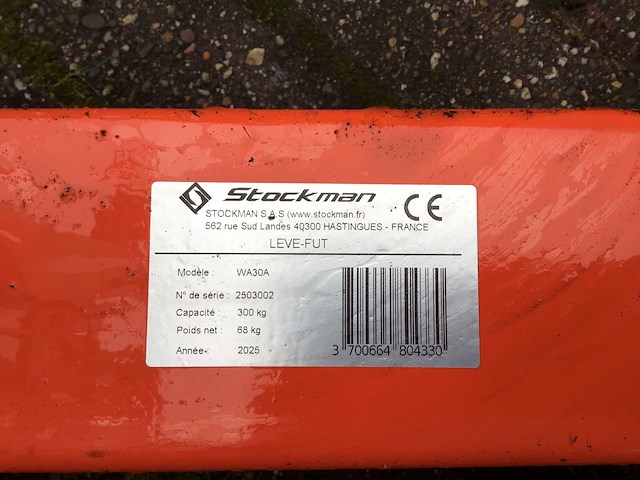 Stockman
CE
STOCKMAN S.A.S (www.stockman.fr)
562 rue Sud Landes 40300 HASTINGUES - FRANCE
LEVE-FUT
Modèle : WA30A
N° de série : 2503002
Capacité : 300 kg
Poids net : 68 kg
Année : 2025
3 700664 804330